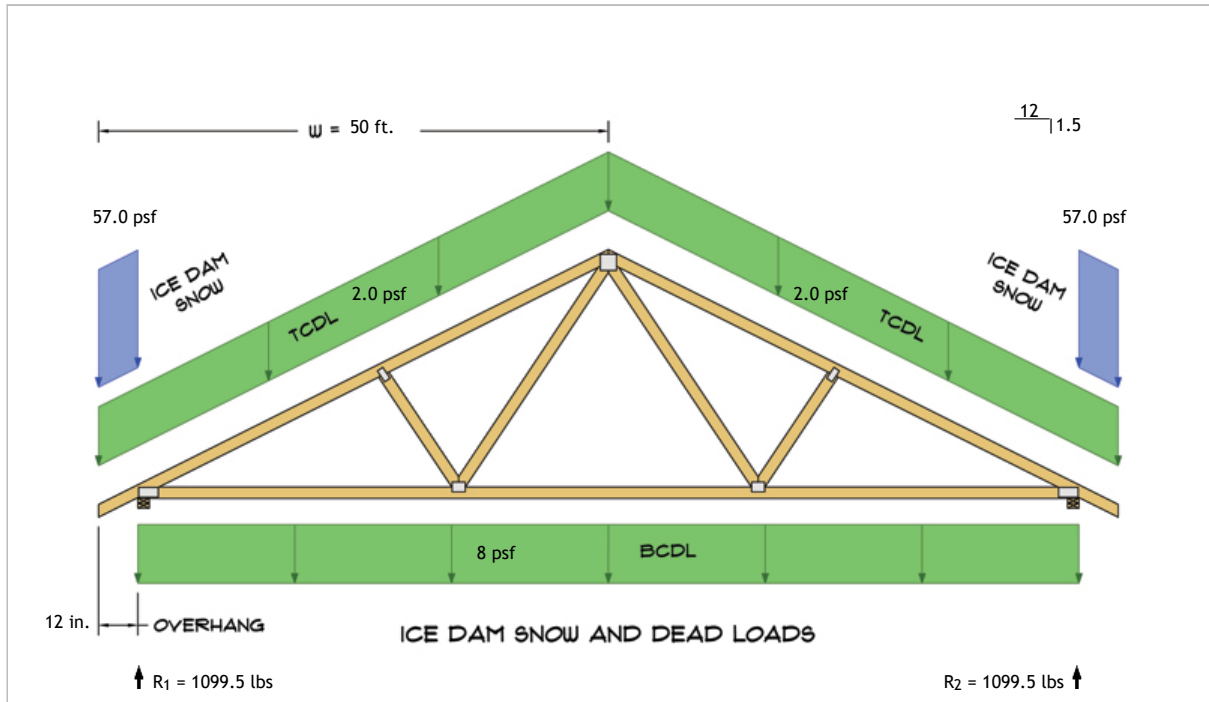 12
W = 50 ft.
1.5
57.0 psf
57.0 psf
ICE DAM
SNOW
ICE DAM
SNOW
2.0 psf
2.0 psf
TCDL
TCDL
8 psf
BCDL
12 in.
OVERHANG
ICE DAM SNOW AND DEAD LOADS
R1 = 1099.5 lbs
R2 = 1099.5 lbs